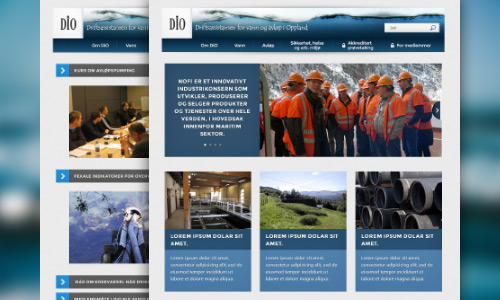 DIO
Driftsassistansen for vann
Om DIO Vann
KURS OM AVLØPSPUMPING
FEKALE INDIKATORER FOR OVERV
DIO
Driftsassistansen for vann og avløp i Oppland
Søk
Om DIO Vann Avløp Sikkerhet, helse og ytre miljø Akkreditert prøvetaking For medlemmer
NOFI ER ET INNOVATIVT
INDUSTRIKONSERN SOM
UTVIKLER, PRODUSERER
OG SELGER PRODUKTER
OG TJENESTER OVER HELE
VERDEN, I HOVEDSAK
INNENFOR MARITIM
SEKTOR.
LOREM IPSUM DOLAR SIT
AMET.
Lorem ipsum dolor sit amet,
consectetur adipisicing elit, sed do
eiusmod tempor incididunt ut
labore et dolore magna aliqua.
LOREM IPSUM DOLAR SIT
AMET.
Lorem ipsum dolor sit amet,
consectetur adipisicing elit, sed do
eiusmod tempor incididunt ut
labore et dolore magna aliqua.
LOREM IPSUM DOLAR SIT
AMET.
Lorem ipsum dolor sit amet,
consectetur adipisicing elit, sed do
eiusmod tempor incididunt ut
labore et dolore magna aliqua.